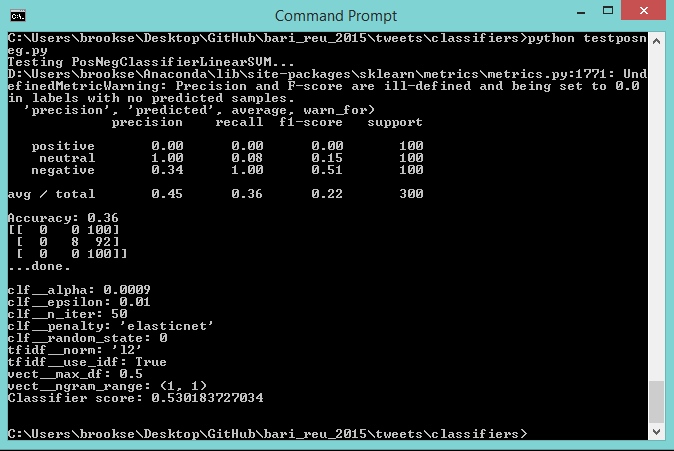 Command Prompt
C:\Users\brookse\Desktop\GitHub\bari_reu_2015\tweets\classifiers>python testposn
eg.py
Testing PosNegClassifierLinearSVM...
D:\Users\brookse\Anaconda\lib\site-packages\sklearn\metrics\metrics.py:1771: Und
efinedMetricWarning: Precision and F-score are ill-defined and being set to 0.0
in labels with no predicted samples.
  'precision', 'predicted', average, warn_for)
             precision    recall  f1-score   support

   positive       0.00      0.00      0.00       100
    neutral       1.00      0.08      0.15       100
   negative       0.34      1.00      0.51       100

avg / total       0.45      0.36      0.22       300

Accuracy: 0.36
[[  0   0 100]
 [  0   8  92]
 [  0   0 100]]
...done.

clf__alpha: 0.0009
clf__epsilon: 0.01
clf__n_iter: 50
clf__penalty: 'elasticnet'
clf__random_state: 0
tfidf__norm: 'l2'
tfidf__use_idf: True
vect__max_df: 0.5
vect__ngram_range: (1, 1)
Classifier score: 0.530183727034

C:\Users\brookse\Desktop\GitHub\bari_reu_2015\tweets\classifiers>